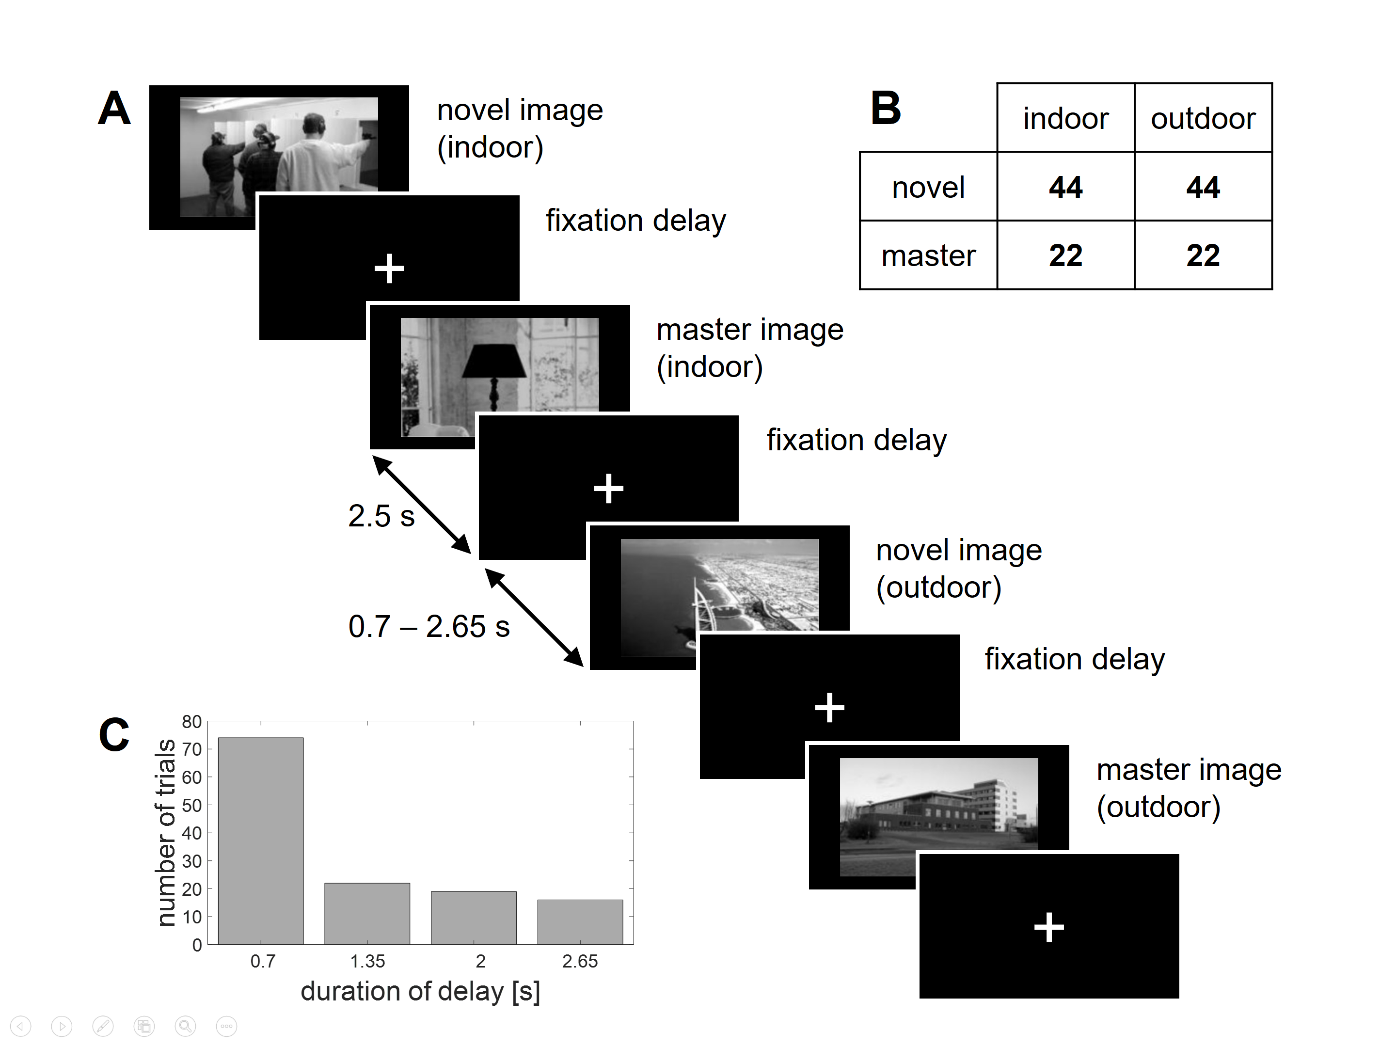 A
novel image
(indoor)
fixation delay
master image
(indoor)
fixation delay
2.5 s
novel image
(outdoor)
0.7 – 2.65 s
fixation delay
master image
(outdoor)
B
indoor outdoor
novel 44 44
master 22 22
C
number of trials
80
70
60
50
40
30
20
10
0
0.7 1.35 2 2.65
duration of delay [s]